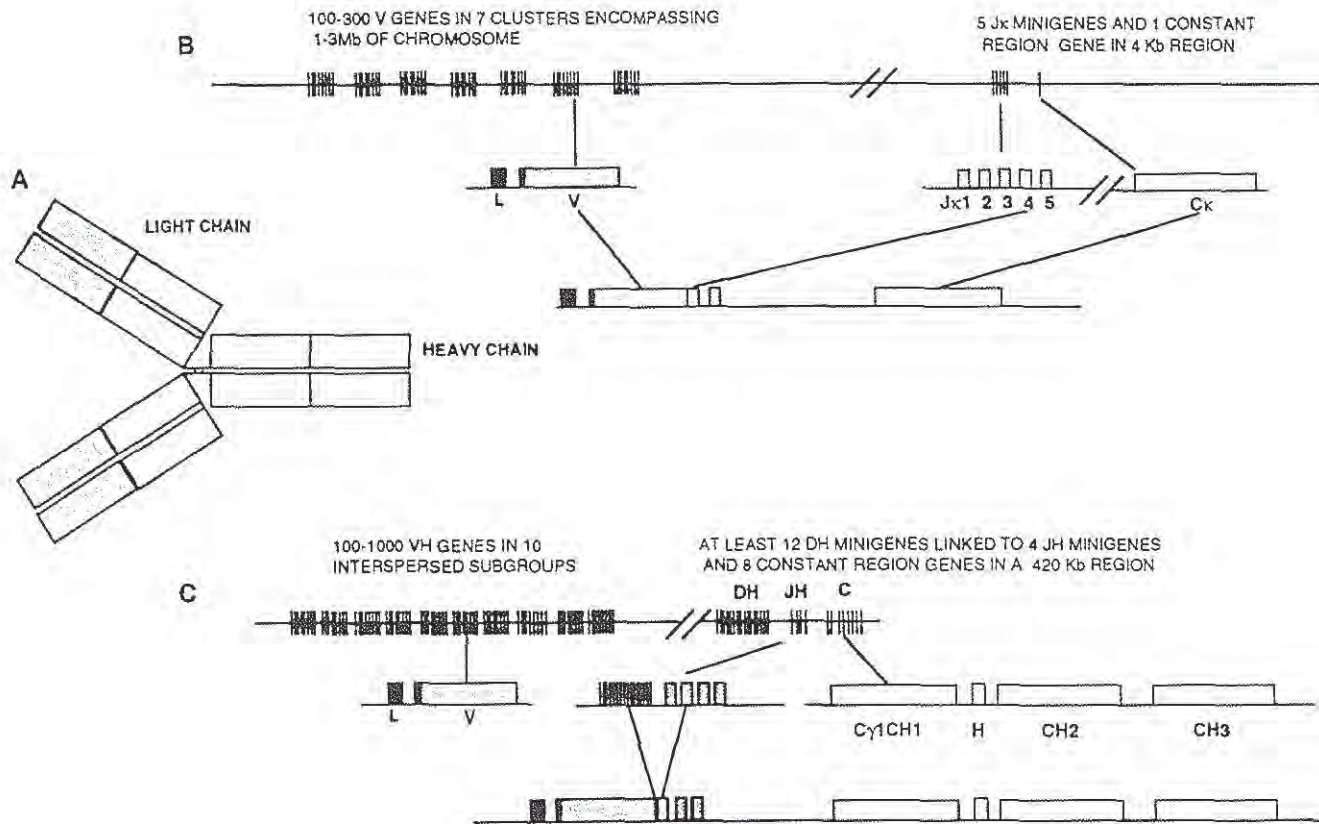 100-300 V GENES IN 7 CLUSTERS ENCOMPASSING
1-3Mb OF CHROMOSOME
5 Jκ MINIGENES AND 1 CONSTANT
REGION GENE IN 4 Kb REGION
B
L V
Jκ1 2 3 4 5
Cκ
A
LIGHT CHAIN
HEAVY CHAIN
100-1000 VH GENES IN 10
INTERSPERSED SUBGROUPS
AT LEAST 12 DH MINIGENES LINKED TO 4 JH MINIGENES
AND 8 CONSTANT REGION GENES IN A 420 Kb REGION
C
DH JH C
L V
Cγ1CH1 H CH2 CH3